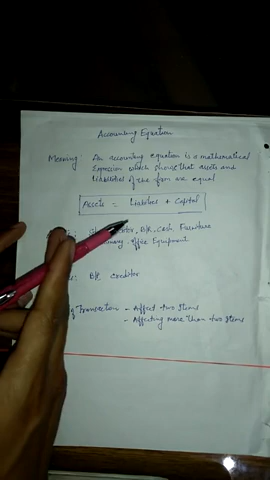 Accounting Equation
Meaning: An accounting equation is a mathematical
Expression which shows that assets and
Liabilities of the firm are equal
Assets = Liabilities + Capital
B/R, Cash Furniture
office Equipment
B/P, Creditor
Transaction - Affect two Items
- Affecting more than two Items